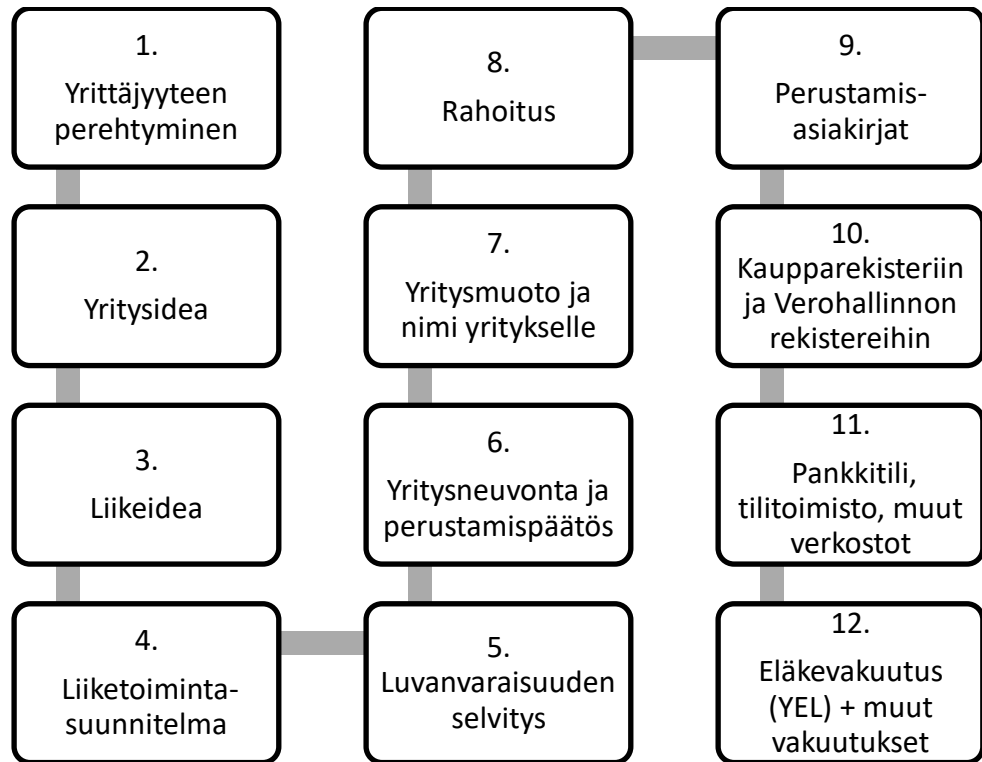 1.
Yrittäjyyteen
perehtyminen
2.
Yritysidea
3.
Liikeidea
4.
Liiketoiminta-
suunnitelma
5.
Luvanvaraisuuden
selvitys
6.
Yritysneuvonta ja
perustamispäätös
7.
Yritysmuoto ja
nimi yritykselle
8.
Rahoitus
9.
Perustamis-
asiakirjat
10.
Kaupparekisteriin
ja Verohallinnon
rekistereihin
11.
Pankkitili,
tilitoimisto, muut
verkostot
12.
Eläkevakuutus
(YEL) + muut
vakuutukset